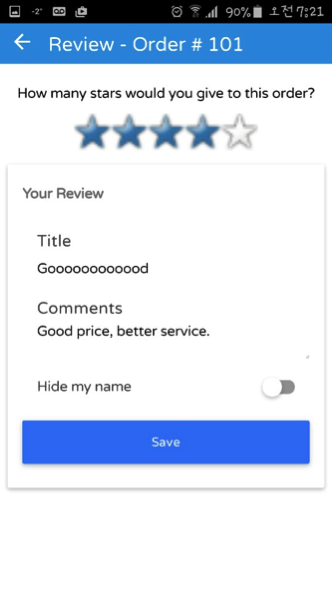 -2°
90% 오전 7:21
Review - Order # 101
How many stars would you give to this order?
Your Review
Title
Goooooooooood
Comments
Good price, better service.
Hide my name
Save